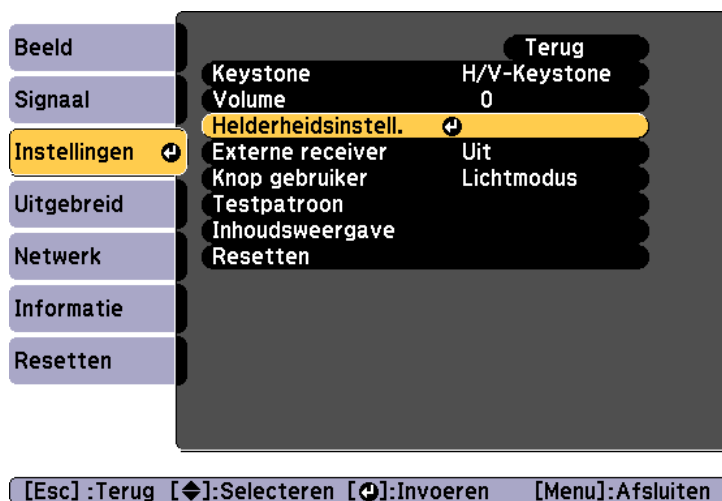 Beeld
Signaal
Instellingen
Uitgebreid
Netwerk
Informatie
Resetten
Terug
Keystone H/V-Keystone
Volume 0
Helderheidsinstell.
Externe receiver Uit
Knop gebruiker Lichtmodus
Testpatroon
Inhoudsweergave
Resetten
[Esc] :Terug [◆]:Selecteren [↵]:Invoeren [Menu]:Afsluiten